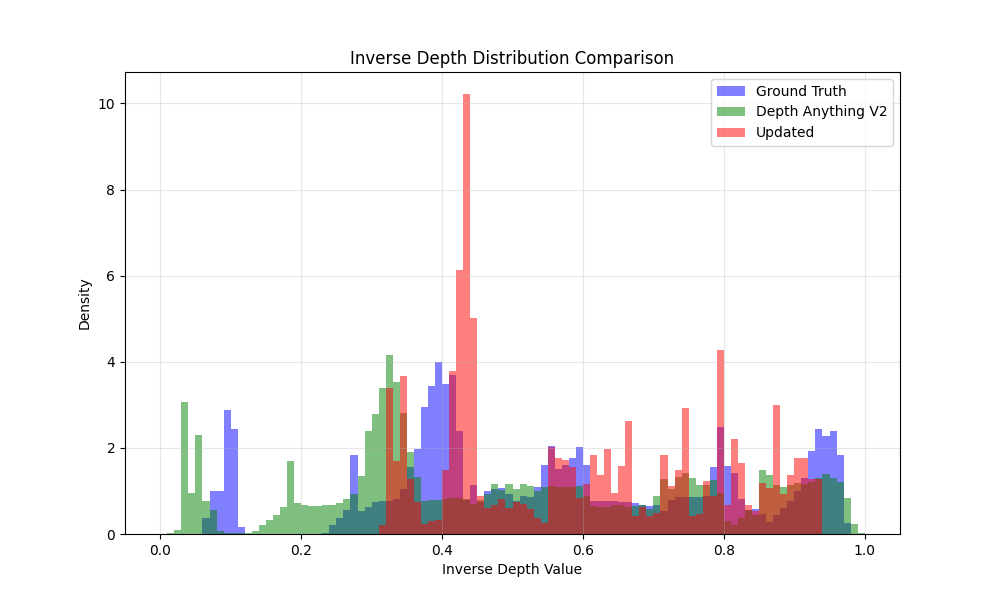 Inverse Depth Distribution Comparison
Ground Truth
Depth Anything V2
Updated
10
8
6
4
2
0
Density
0.0 0.2 0.4 0.6 0.8 1.0
Inverse Depth Value